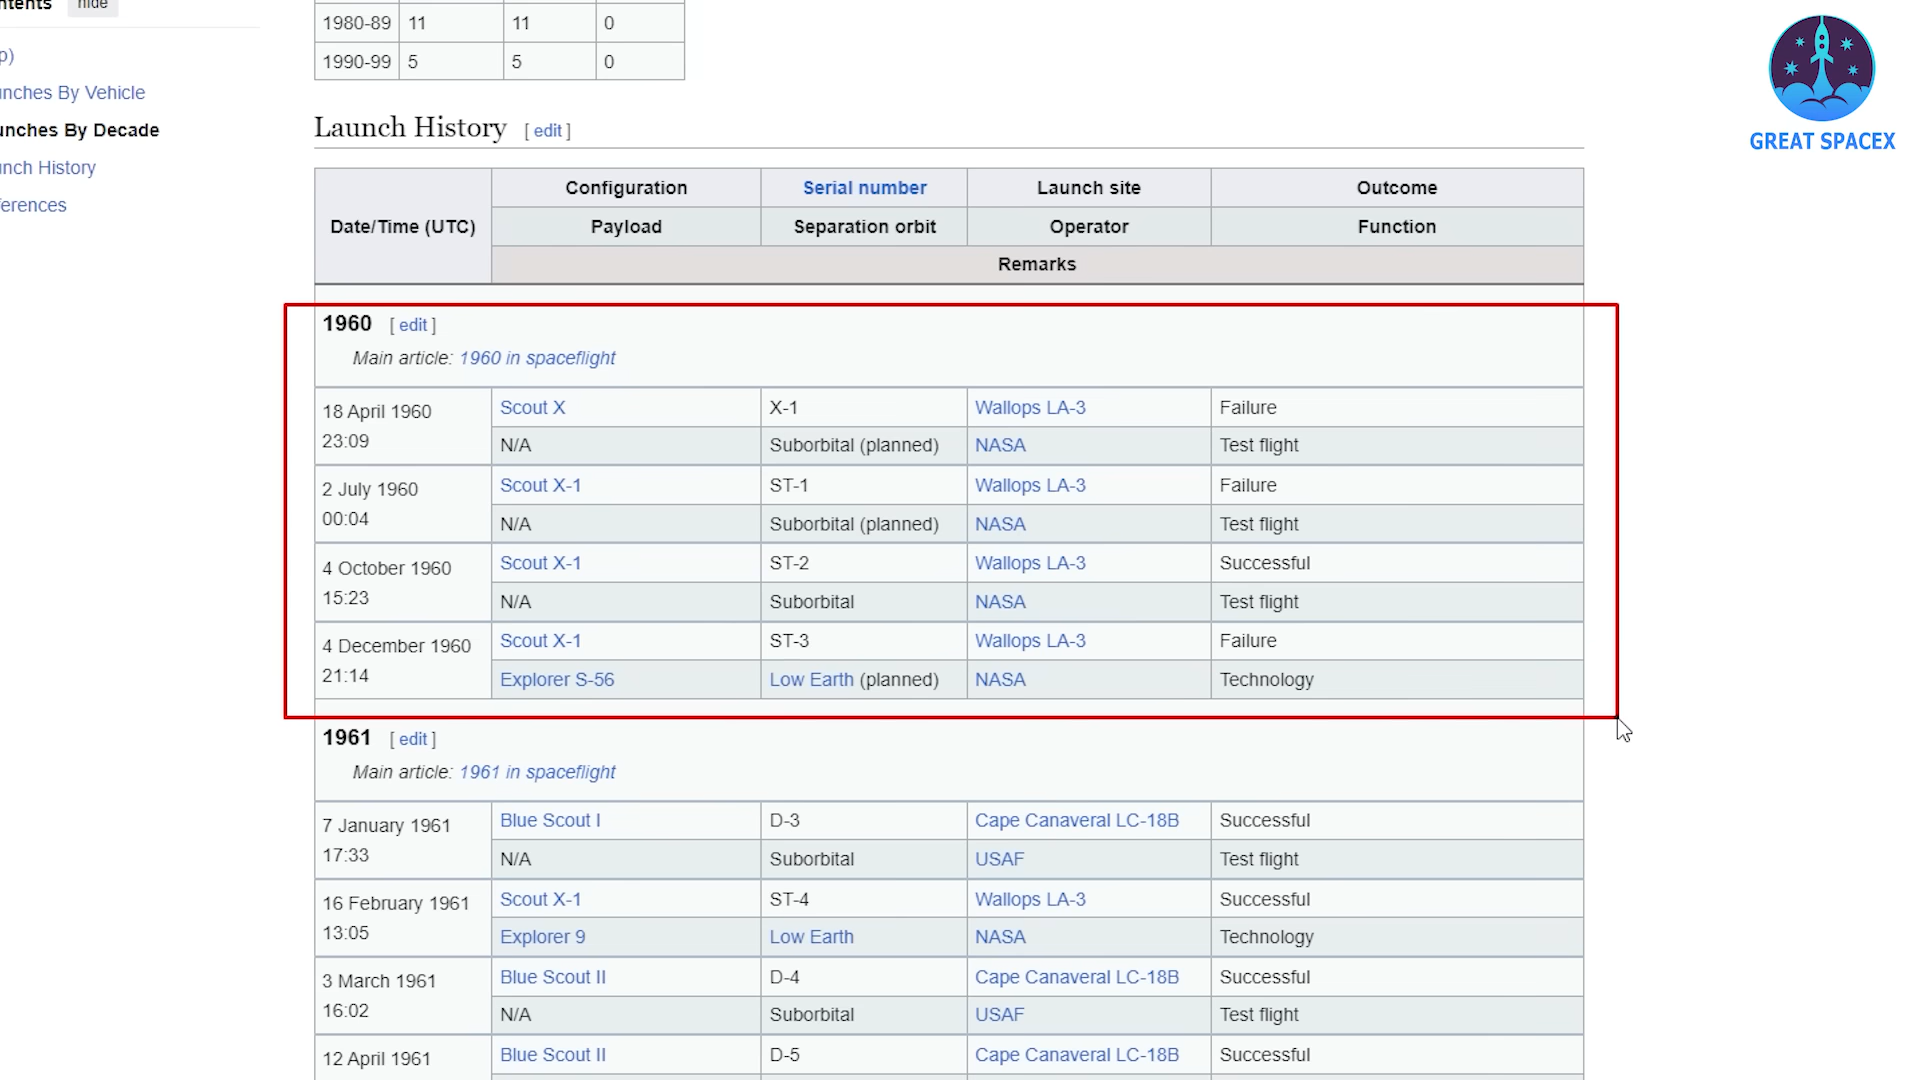 hide
1980-89 11 11 0
1990-99 5 5 0
By Vehicle
By Decade
History
Launch History [ edit ]
Date/Time (UTC) Configuration Serial number Launch site Outcome
Payload Separation orbit Operator Function
Remarks
1960 [ edit ]
Main article: 1960 in spaceflight
18 April 1960 23:09 Scout X X-1 Wallops LA-3 Failure
N/A Suborbital (planned) NASA Test flight
2 July 1960 00:04 Scout X-1 ST-1 Wallops LA-3 Failure
N/A Suborbital (planned) NASA Test flight
4 October 1960 15:23 Scout X-1 ST-2 Wallops LA-3 Successful
N/A Suborbital NASA Test flight
4 December 1960 21:14 Scout X-1 ST-3 Wallops LA-3 Failure
Explorer S-56 Low Earth (planned) NASA Technology
1961 [ edit ]
Main article: 1961 in spaceflight
7 January 1961 17:33 Blue Scout I D-3 Cape Canaveral LC-18B Successful
N/A Suborbital USAF Test flight
16 February 1961 13:05 Scout X-1 ST-4 Wallops LA-3 Successful
Explorer 9 Low Earth NASA Technology
3 March 1961 16:02 Blue Scout II D-4 Cape Canaveral LC-18B Successful
N/A Suborbital USAF Test flight
12 April 1961 Blue Scout II D-5 Cape Canaveral LC-18B Successful
GREAT SPACEX